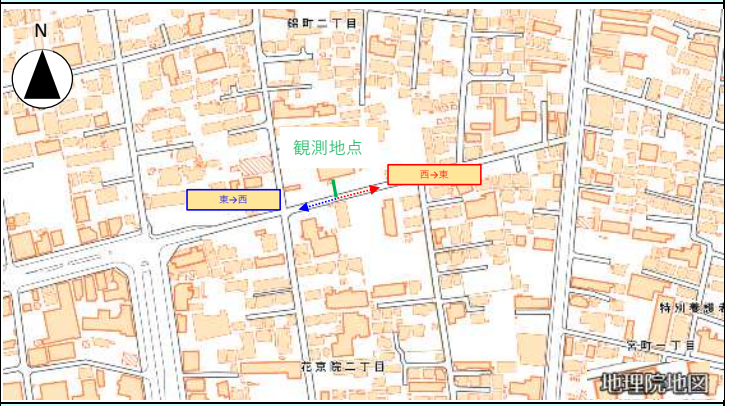 錦町二丁目
N
観測地点
西→東
東→西
特別養護老
宮町一丁目
花京院二丁目
地理院地図